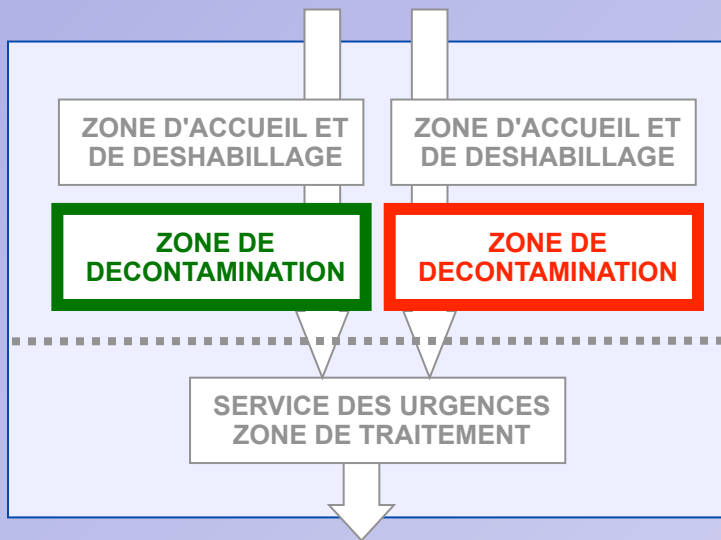 ZONE D'ACCUEIL ET
DE DESHABILLAGE
ZONE D'ACCUEIL ET
DE DESHABILLAGE
ZONE DE
DECONTAMINATION
ZONE DE
DECONTAMINATION
SERVICE DES URGENCES
ZONE DE TRAITEMENT